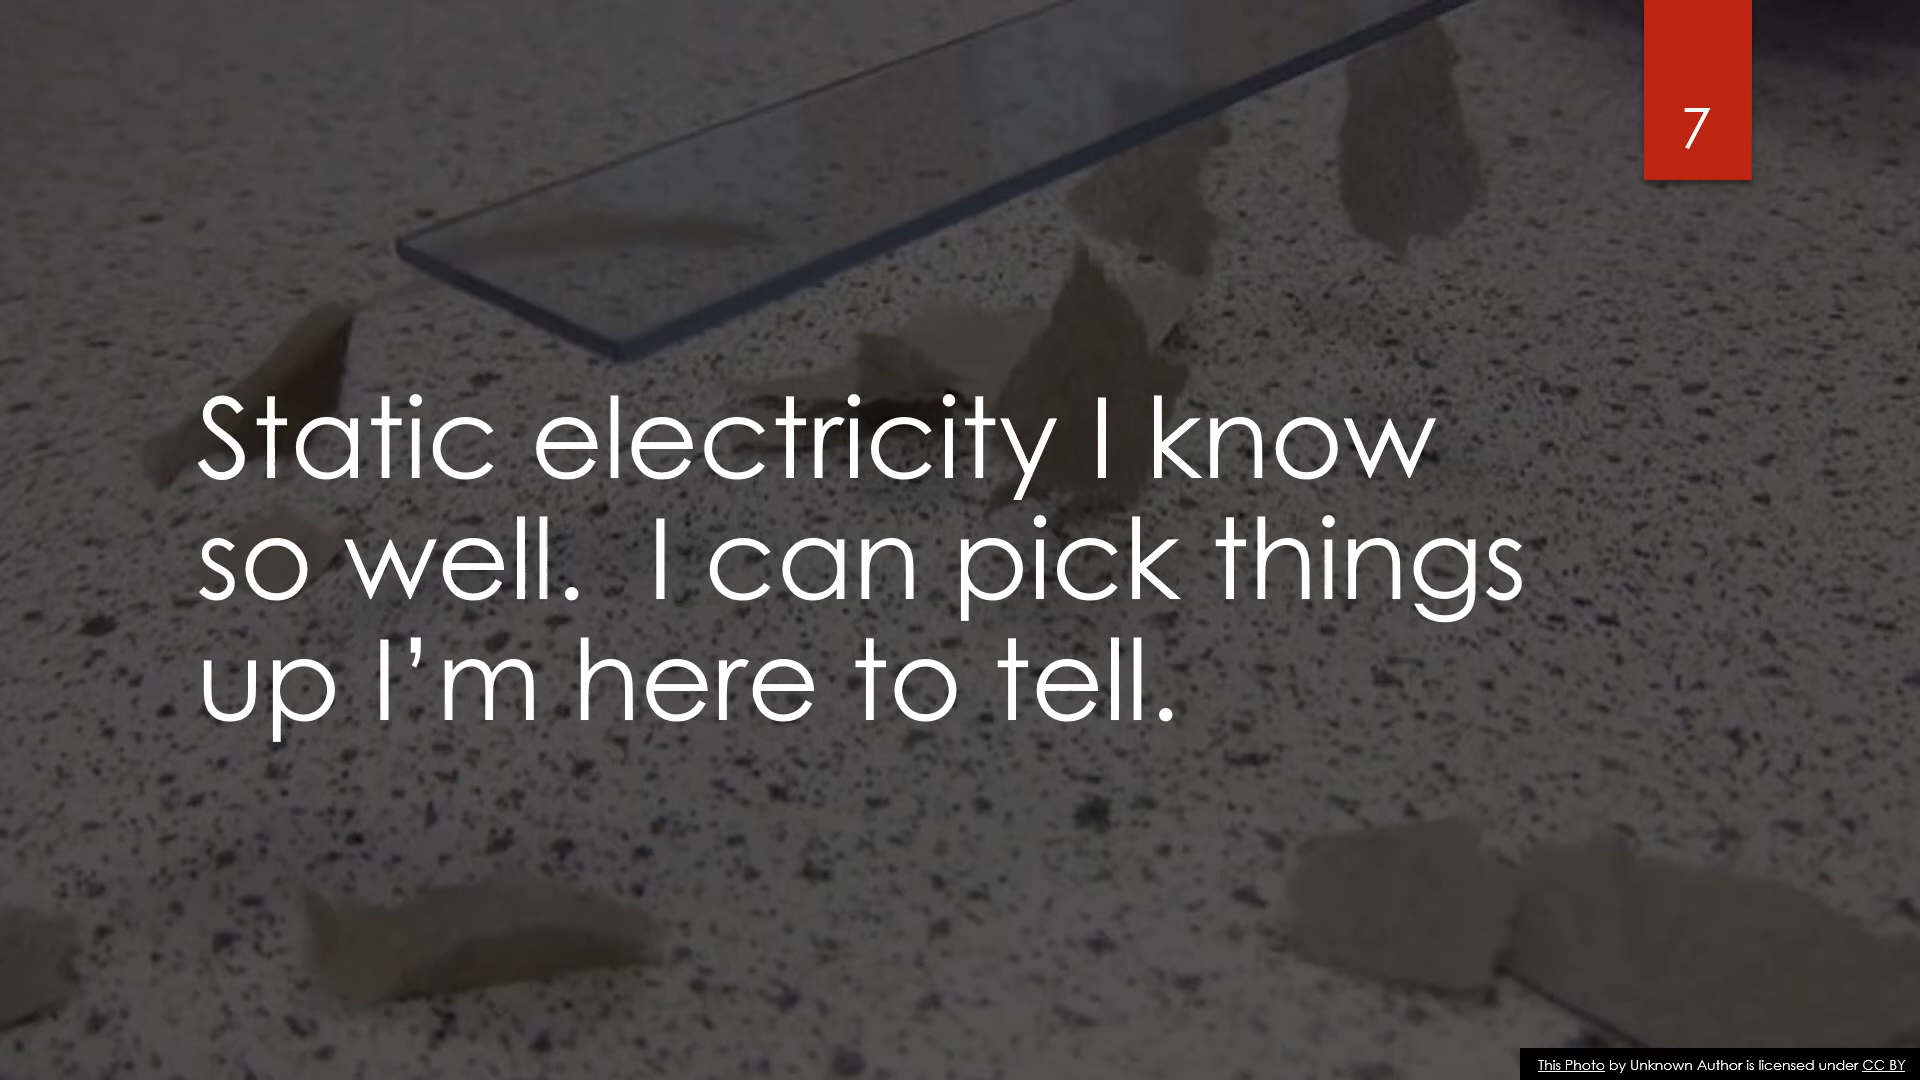 7
Static electricity I know
so well.  I can pick things
up I’m here to tell.
This Photo by Unknown Author is licensed under CC BY